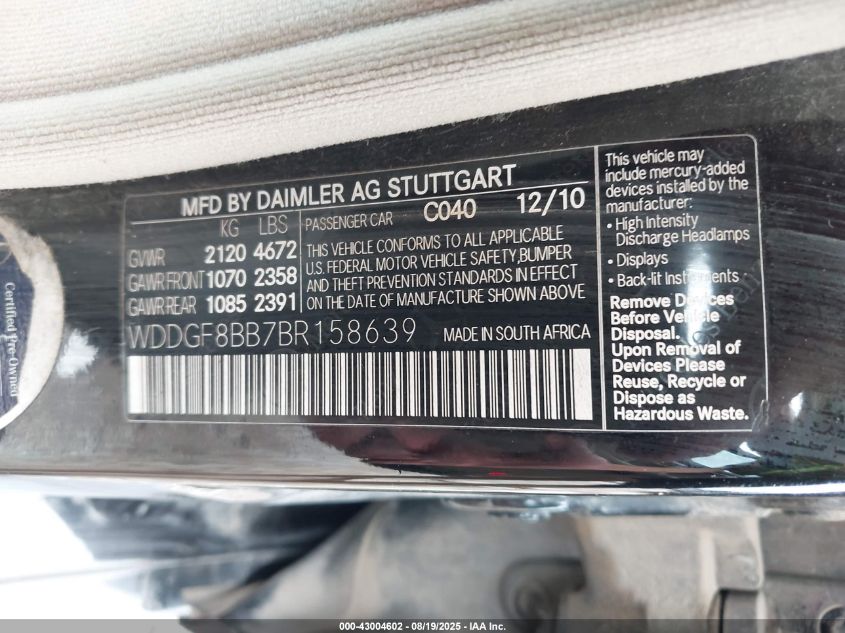 MFD BY DAIMLER AG STUTTGART
KG LBS
GVWR 2120 4672
GAWR FRONT 1070 2358
GAWR REAR 1085 2391
PASSENGER CAR C040 12/10
THIS VEHICLE CONFORMS TO ALL APPLICABLE
U.S. FEDERAL MOTOR VEHICLE SAFETY,BUMPER
AND THEFT PREVENTION STANDARDS IN EFFECT
ON THE DATE OF MANUFACTURE SHOWN ABOVE
WDDGF8BB7BR158639 MADE IN SOUTH AFRICA
This vehicle may
include mercury-added
devices installed by the
manufacturer:
• High Intensity
Discharge Headlamps
• Displays
• Back-lit Instruments
Remove Devices
Before Vehicle
Disposal.
Upon Removal of
Devices Please
Reuse, Recycle or
Dispose as
Hazardous Waste.
Certified Pre-Owned
000-43004602 - 08/19/2025 - IAA Inc.